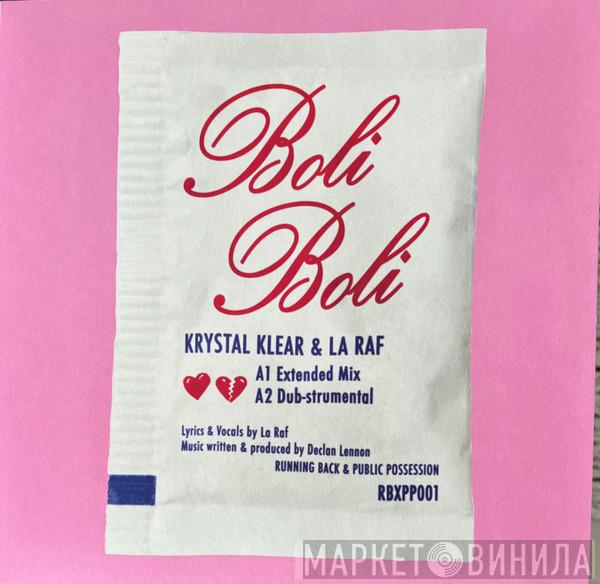 Boli
Boli
KRYSTAL KLEAR & LA RAF
A1 Extended Mix
A2 Dub-strumental
Lyrics & Vocals by La Raf
Music written & produced by Declan Lennon
RUNNING BACK & PUBLIC POSSESSION
RBXPP001
МАРКЕТ ВИНИЛА